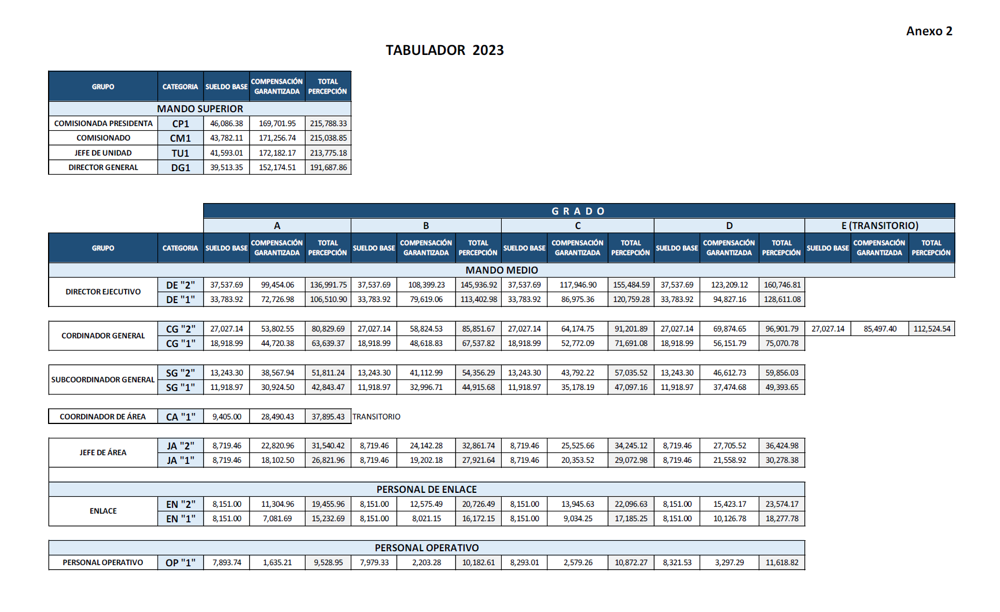 Anexo 2
TABULADOR 2023
GRUPO CATEGORIA SUELDO BASE COMPENSACIÓN GARANTIZADA TOTAL PERCEPCIÓN
MANDO SUPERIOR
COMISIONADA PRESIDENTA CP1 46,086.38 169,701.95 215,788.33
COMISIONADO CM1 43,782.11 171,256.74 215,038.85
JEFE DE UNIDAD TU1 41,593.01 172,182.17 213,775.18
DIRECTOR GENERAL DG1 39,513.35 152,174.51 191,687.86
G R A D O
A B C D E (TRANSITORIO)
GRUPO CATEGORIA SUELDO BASE COMPENSACIÓN GARANTIZADA TOTAL PERCEPCIÓN SUELDO BASE COMPENSACIÓN GARANTIZADA TOTAL PERCEPCIÓN SUELDO BASE COMPENSACIÓN GARANTIZADA TOTAL PERCEPCIÓN SUELDO BASE COMPENSACIÓN GARANTIZADA TOTAL PERCEPCIÓN SUELDO BASE COMPENSACIÓN GARANTIZADA TOTAL PERCEPCIÓN
MANDO MEDIO
DIRECTOR EJECUTIVO DE "2" 37,537.69 99,454.06 136,991.75 37,537.69 108,399.23 145,936.92 37,537.69 117,946.90 155,484.59 37,537.69 123,209.12 160,746.81
DE "1" 33,783.92 72,726.98 106,510.90 33,783.92 79,619.06 113,402.98 33,783.92 86,975.36 120,759.28 33,783.92 94,827.16 128,611.08
CORDINADOR GENERAL CG "2" 27,027.14 53,802.55 80,829.69 27,027.14 58,824.53 85,851.67 27,027.14 64,174.75 91,201.89 27,027.14 69,874.65 96,901.79 27,027.14 85,497.40 112,524.54
CG "1" 18,918.99 44,720.38 63,639.37 18,918.99 48,618.83 67,537.82 18,918.99 52,772.09 71,691.08 18,918.99 56,151.79 75,070.78
SUBCOORDINADOR GENERAL SG "2" 13,243.30 38,567.94 51,811.24 13,243.30 41,112.99 54,356.29 13,243.30 43,792.22 57,035.52 13,243.30 46,612.73 59,856.03
SG "1" 11,918.97 30,924.50 42,843.47 11,918.97 32,996.71 44,915.68 11,918.97 35,178.19 47,097.16 11,918.97 37,474.68 49,393.65
COORDINADOR DE ÁREA CA "1" 9,405.00 28,490.43 37,895.43 TRANSITORIO
JEFE DE ÁREA JA "2" 8,719.46 22,820.96 31,540.42 8,719.46 24,142.28 32,861.74 8,719.46 25,525.66 34,245.12 8,719.46 27,705.52 36,424.98
JA "1" 8,719.46 18,102.50 26,821.96 8,719.46 19,202.18 27,921.64 8,719.46 20,353.52 29,072.98 8,719.46 21,558.92 30,278.38
PERSONAL DE ENLACE
ENLACE EN "2" 8,151.00 11,304.96 19,455.96 8,151.00 12,575.49 20,726.49 8,151.00 13,945.63 22,096.63 8,151.00 15,423.17 23,574.17
EN "1" 8,151.00 7,081.69 15,232.69 8,151.00 8,021.15 16,172.15 8,151.00 9,034.25 17,185.25 8,151.00 10,126.78 18,277.78
PERSONAL OPERATIVO
PERSONAL OPERATIVO OP "1" 7,893.74 1,635.21 9,528.95 7,979.33 2,203.28 10,182.61 8,293.01 2,579.26 10,872.27 8,321.53 3,297.29 11,618.82